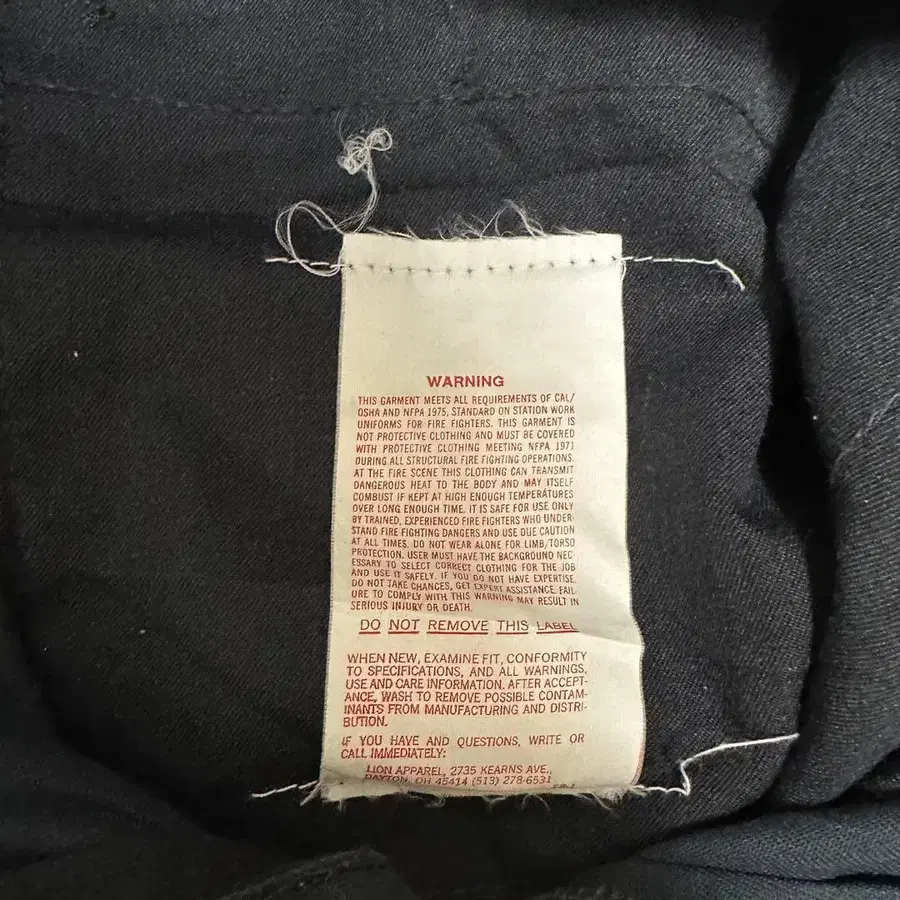 WARNING
THIS GARMENT MEETS ALL REQUIREMENTS OF CAL/
OSHA AND NFPA 1975, STANDARD ON STATION WORK
UNIFORMS FOR FIRE FIGHTERS. THIS GARMENT IS
NOT PROTECTIVE CLOTHING AND MUST BE COVERED
WITH PROTECTIVE CLOTHING MEETING NFPA 1971
DURING ALL STRUCTURAL FIRE FIGHTING OPERATIONS.
AT THE FIRE SCENE THIS CLOTHING CAN TRANSMIT
DANGEROUS HEAT TO THE BODY AND MAY ITSELF
COMBUST IF KEPT AT HIGH ENOUGH TEMPERATURES
OVER LONG ENOUGH TIME. IT IS SAFE FOR USE ONLY
BY TRAINED, EXPERIENCED FIRE FIGHTERS WHO UNDER-
STAND FIRE FIGHTING DANGERS AND USE DUE CAUTION
AT ALL TIMES. DO NOT WEAR ALONE FOR LIMB/TORSO
PROTECTION. USER MUST HAVE THE BACKGROUND NEC-
ESSARY TO SELECT CORRECT CLOTHING FOR THE JOB
AND USE IT SAFELY. IF YOU DO NOT HAVE EXPERTISE,
DO NOT TAKE CHANCES, GET EXPERT ASSISTANCE. FAIL-
URE TO COMPLY WITH THIS WARNING MAY RESULT IN
SERIOUS INJURY OR DEATH.
DO NOT REMOVE THIS LABEL
WHEN NEW, EXAMINE FIT, CONFORMITY
TO SPECIFICATIONS, AND ALL WARNINGS,
USE AND CARE INFORMATION. AFTER ACCEPT-
ANCE, WASH TO REMOVE POSSIBLE CONTAM-
INANTS FROM MANUFACTURING AND DISTRI-
BUTION.
IF YOU HAVE AND QUESTIONS, WRITE OR
CALL IMMEDIATELY:
LION APPAREL, 2735 KEARNS AVE.,
DAYTON, OH 45414 (513) 278-6531